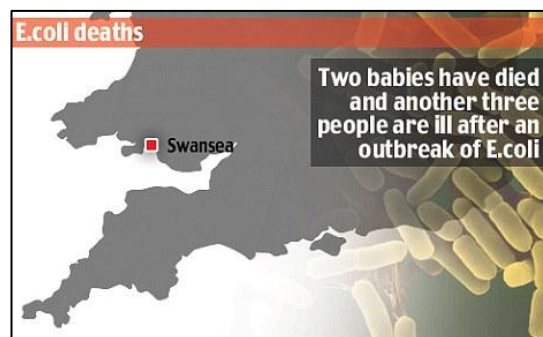 E.coli deaths
Two babies have died
and another three
people are ill after an
outbreak of E.coli
Swansea